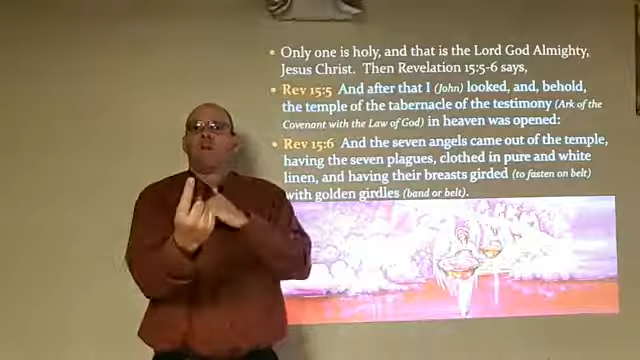 • Only one is holy, and that is the Lord God Almighty,
Jesus Christ. Then Revelation 15:5-6 says,
• Rev 15:5 And after that I (John) looked, and, behold,
the temple of the tabernacle of the testimony (Ark of the
Covenant with the Law of God) in heaven was opened:
• Rev 15:6 And the seven angels came out of the temple,
having the seven plagues, clothed in pure and white
linen, and having their breasts girded (to fasten on belt)
with golden girdles (band or belt).